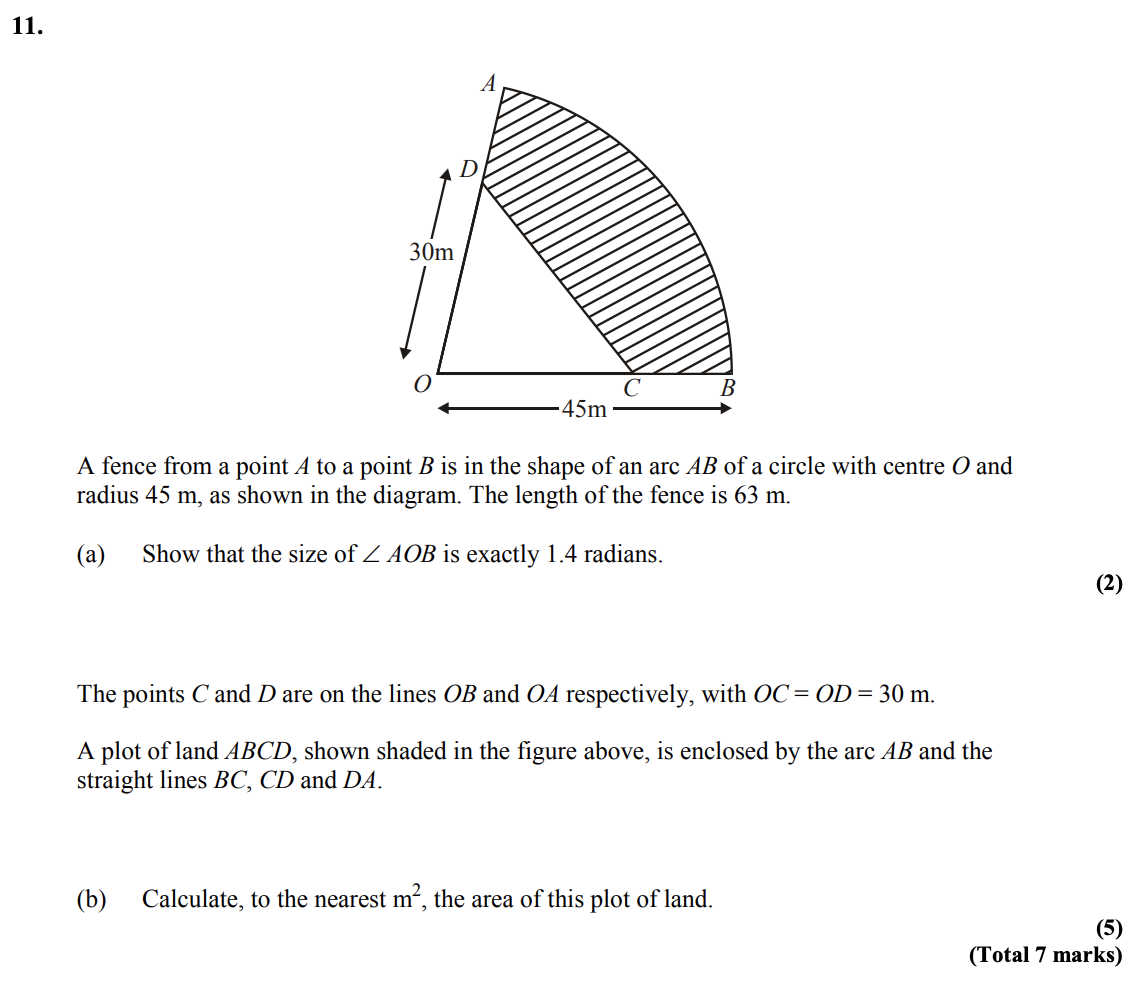 11.
A
D
30m
O
C
B
45m
A fence from a point A to a point B is in the shape of an arc AB of a circle with centre O and
radius 45 m, as shown in the diagram. The length of the fence is 63 m.
(a) Show that the size of ∠ AOB is exactly 1.4 radians.
(2)
The points C and D are on the lines OB and OA respectively, with OC = OD = 30 m.
A plot of land ABCD, shown shaded in the figure above, is enclosed by the arc AB and the
straight lines BC, CD and DA.
(b) Calculate, to the nearest m², the area of this plot of land.
(5)
(Total 7 marks)